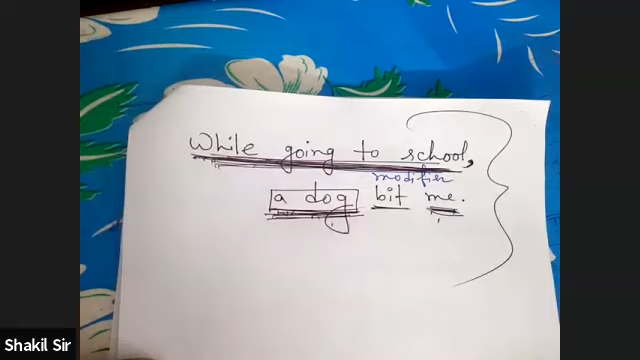 While going to school,
modifier
a dog bit me.
Shakil Sir